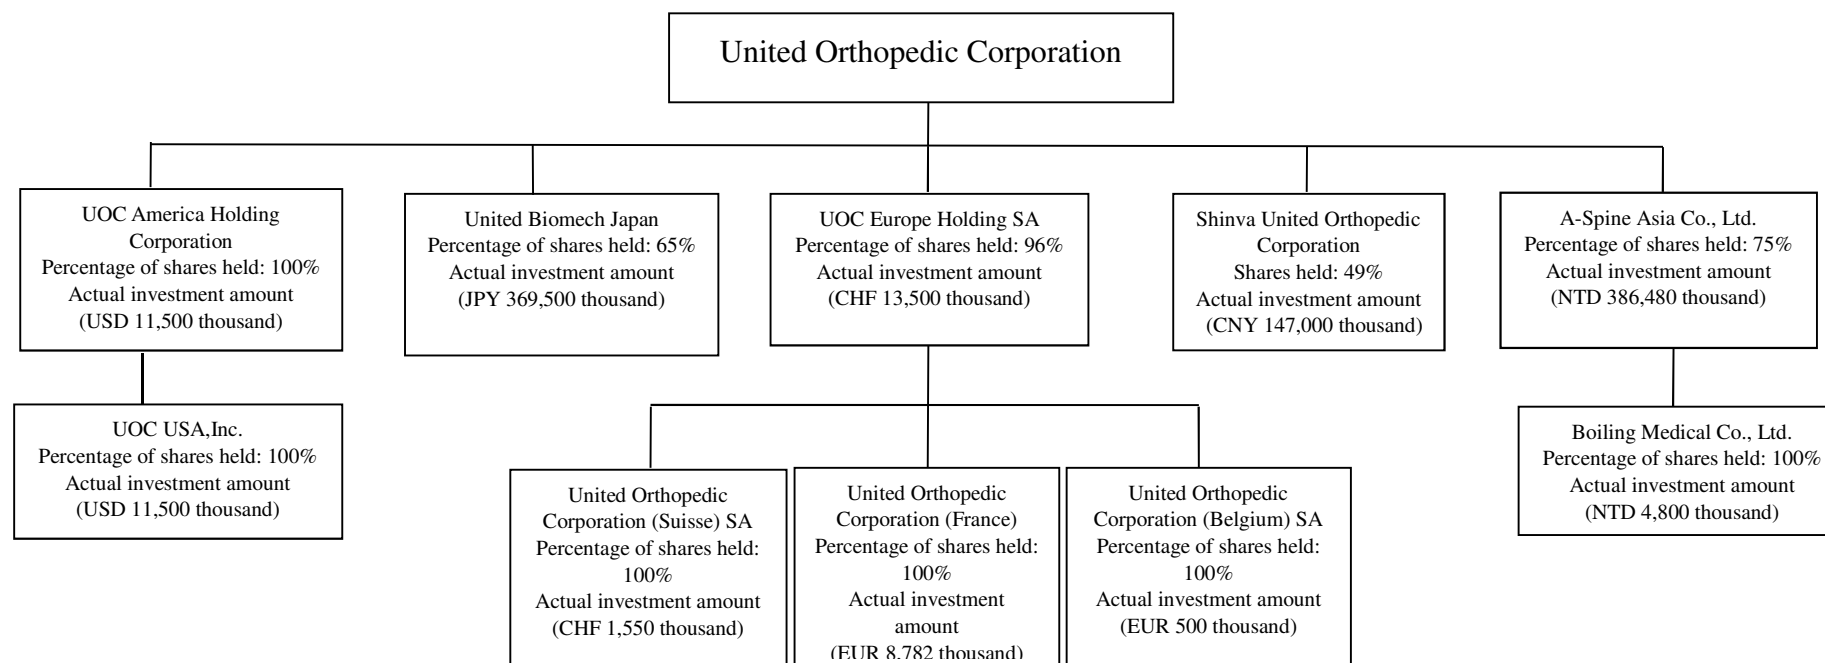 United Orthopedic Corporation
UOC America Holding
Corporation
Percentage of shares held: 100%
Actual investment amount
(USD 11,500 thousand)
United Biomech Japan
Percentage of shares held: 65%
Actual investment amount
(JPY 369,500 thousand)
UOC Europe Holding SA
Percentage of shares held: 96%
Actual investment amount
(CHF 13,500 thousand)
Shinva United Orthopedic
Corporation
Shares held: 49%
Actual investment amount
(CNY 147,000 thousand)
A-Spine Asia Co., Ltd.
Percentage of shares held: 75%
Actual investment amount
(NTD 386,480 thousand)
UOC USA,Inc.
Percentage of shares held: 100%
Actual investment amount
(USD 11,500 thousand)
United Orthopedic
Corporation (Suisse) SA
Percentage of shares held:
100%
Actual investment amount
(CHF 1,550 thousand)
United Orthopedic
Corporation (France)
Percentage of shares held:
100%
Actual investment
amount
(EUR 8,782 thousand)
United Orthopedic
Corporation (Belgium) SA
Percentage of shares held:
100%
Actual investment amount
(EUR 500 thousand)
Boiling Medical Co., Ltd.
Percentage of shares held: 100%
Actual investment amount
(NTD 4,800 thousand)